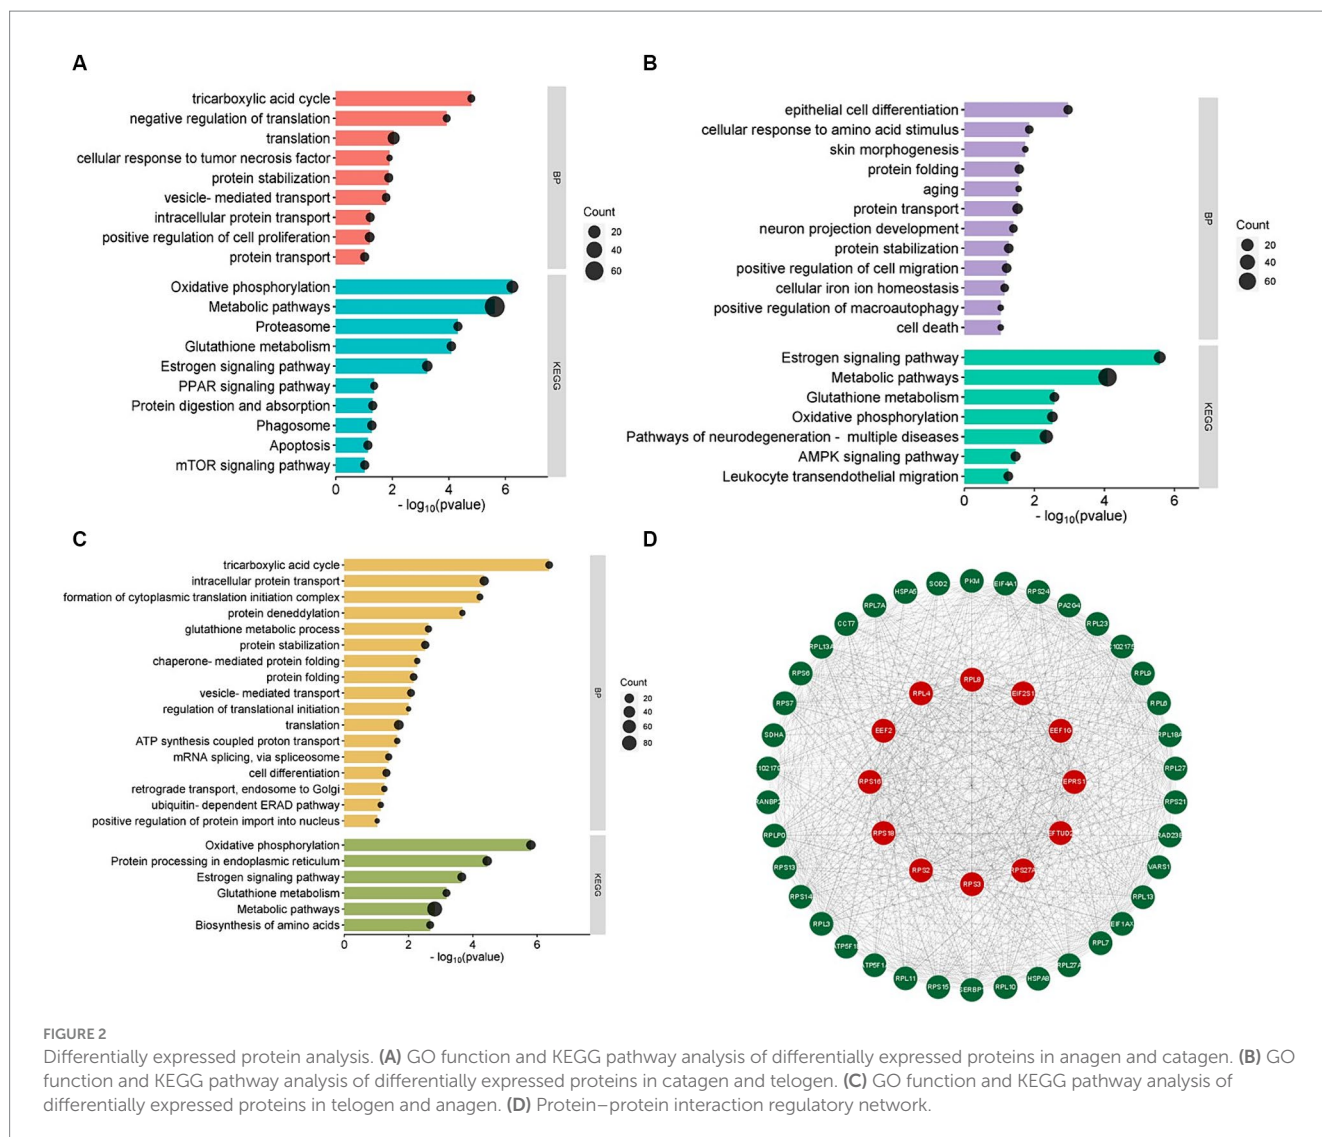 A
tricarboxylic acid cycle
negative regulation of translation
translation
cellular response to tumor necrosis factor
protein stabilization
vesicle- mediated transport
intracellular protein transport
positive regulation of cell proliferation
protein transport
BP
Oxidative phosphorylation
Metabolic pathways
Proteasome
Glutathione metabolism
Estrogen signaling pathway
PPAR signaling pathway
Protein digestion and absorption
Phagosome
Apoptosis
mTOR signaling pathway
KEGG
0 2 4 6
- log10(pvalue)
Count
20
40
60
B
epithelial cell differentiation
cellular response to amino acid stimulus
skin morphogenesis
protein folding
aging
protein transport
neuron projection development
protein stabilization
positive regulation of cell migration
cellular iron ion homeostasis
positive regulation of macroautophagy
cell death
BP
Estrogen signaling pathway
Metabolic pathways
Glutathione metabolism
Oxidative phosphorylation
Pathways of neurodegeneration - multiple diseases
AMPK signaling pathway
Leukocyte transendothelial migration
KEGG
0 2 4 6
- log10(pvalue)
Count
20
40
60
C
tricarboxylic acid cycle
intracellular protein transport
formation of cytoplasmic translation initiation complex
protein deneddylation
glutathione metabolic process
protein stabilization
chaperone- mediated protein folding
protein folding
vesicle- mediated transport
regulation of translational initiation
translation
ATP synthesis coupled proton transport
mRNA splicing, via spliceosome
cell differentiation
retrograde transport, endosome to Golgi
ubiquitin- dependent ERAD pathway
positive regulation of protein import into nucleus
BP
Oxidative phosphorylation
Protein processing in endoplasmic reticulum
Estrogen signaling pathway
Glutathione metabolism
Metabolic pathways
Biosynthesis of amino acids
KEGG
0 2 4 6
- log10(pvalue)
Count
20
40
60
80
D
PKM
EIF4A1
RPS24
PA2G4
RPL23
RPL9
RPL6
RPL18A
RPL27
RPS21
RAD23B
VARS1
RPL13
EIF1AX
RPL7
RPL27A
HSPA8
RPL10
SERBP
RPS15
RPL11
ATP5F1A
ATP5F1B
RPL3
RPS14
RPS13
RPLP0
RANBP2
SDHA
RPS7
RPS6
RPL13A
CCT7
RPL7A
HSPA5
SOD2
RPL8
EIF2S1
EEF1G
EPRS1
EFTUD2
RPS27A
RPS3
RPS2
RPS18
RPS16
EEF2
RPL4
FIGURE 2
Differentially expressed protein analysis. (A) GO function and KEGG pathway analysis of differentially expressed proteins in anagen and catagen. (B) GO
function and KEGG pathway analysis of differentially expressed proteins in catagen and telogen. (C) GO function and KEGG pathway analysis of
differentially expressed proteins in telogen and anagen. (D) Protein–protein interaction regulatory network.